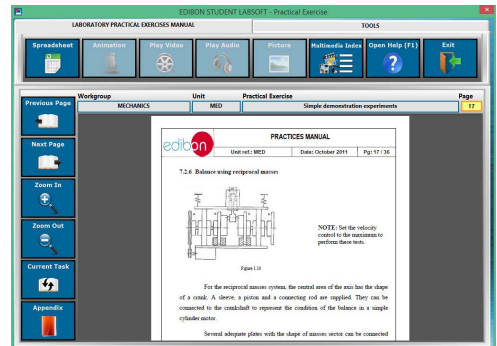 EDIBON STUDENT LABSOFT - Practical Exercise
LABORATORY PRACTICAL EXERCISES MANUAL
TOOLS
Spreadsheet
Animation
Play Video
Play Audio
Picture
Multimedia Index
Open Help (F1)
Exit
Workgroup
Unit
Practical Exercise
Page
MECHANICS
MED
Simple demonstration experiments
17
Previous Page
Next Page
Zoom In
Zoom Out
Current Task
Appendix
edibon
PRACTICES MANUAL
Unit ref.: MED
Date: October 2011
Pg: 17 / 36
7.2.6 Balance using reciprocal masses
NOTE: Set the velocity
control to the maximum to
perform these tests.
Figure 1.10
For the reciprocal masses system, the central area of the axis has the shape
of a crank. A sleeve, a piston and a connecting rod are supplied. They can be
connected to the crankshaft to represent the condition of the balance in a simple
cylinder motor.
Several adequate plates with the shape of masses sector can be connected